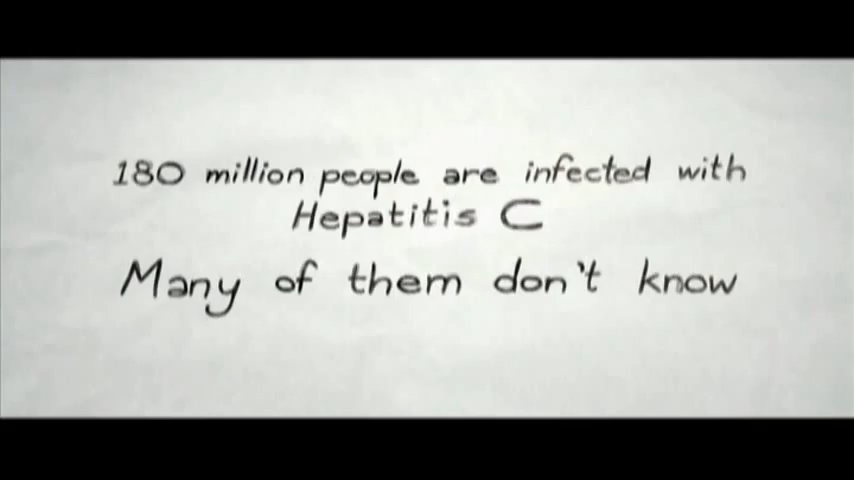 180 million people are infected with
Hepatitis C
Many of them don't know